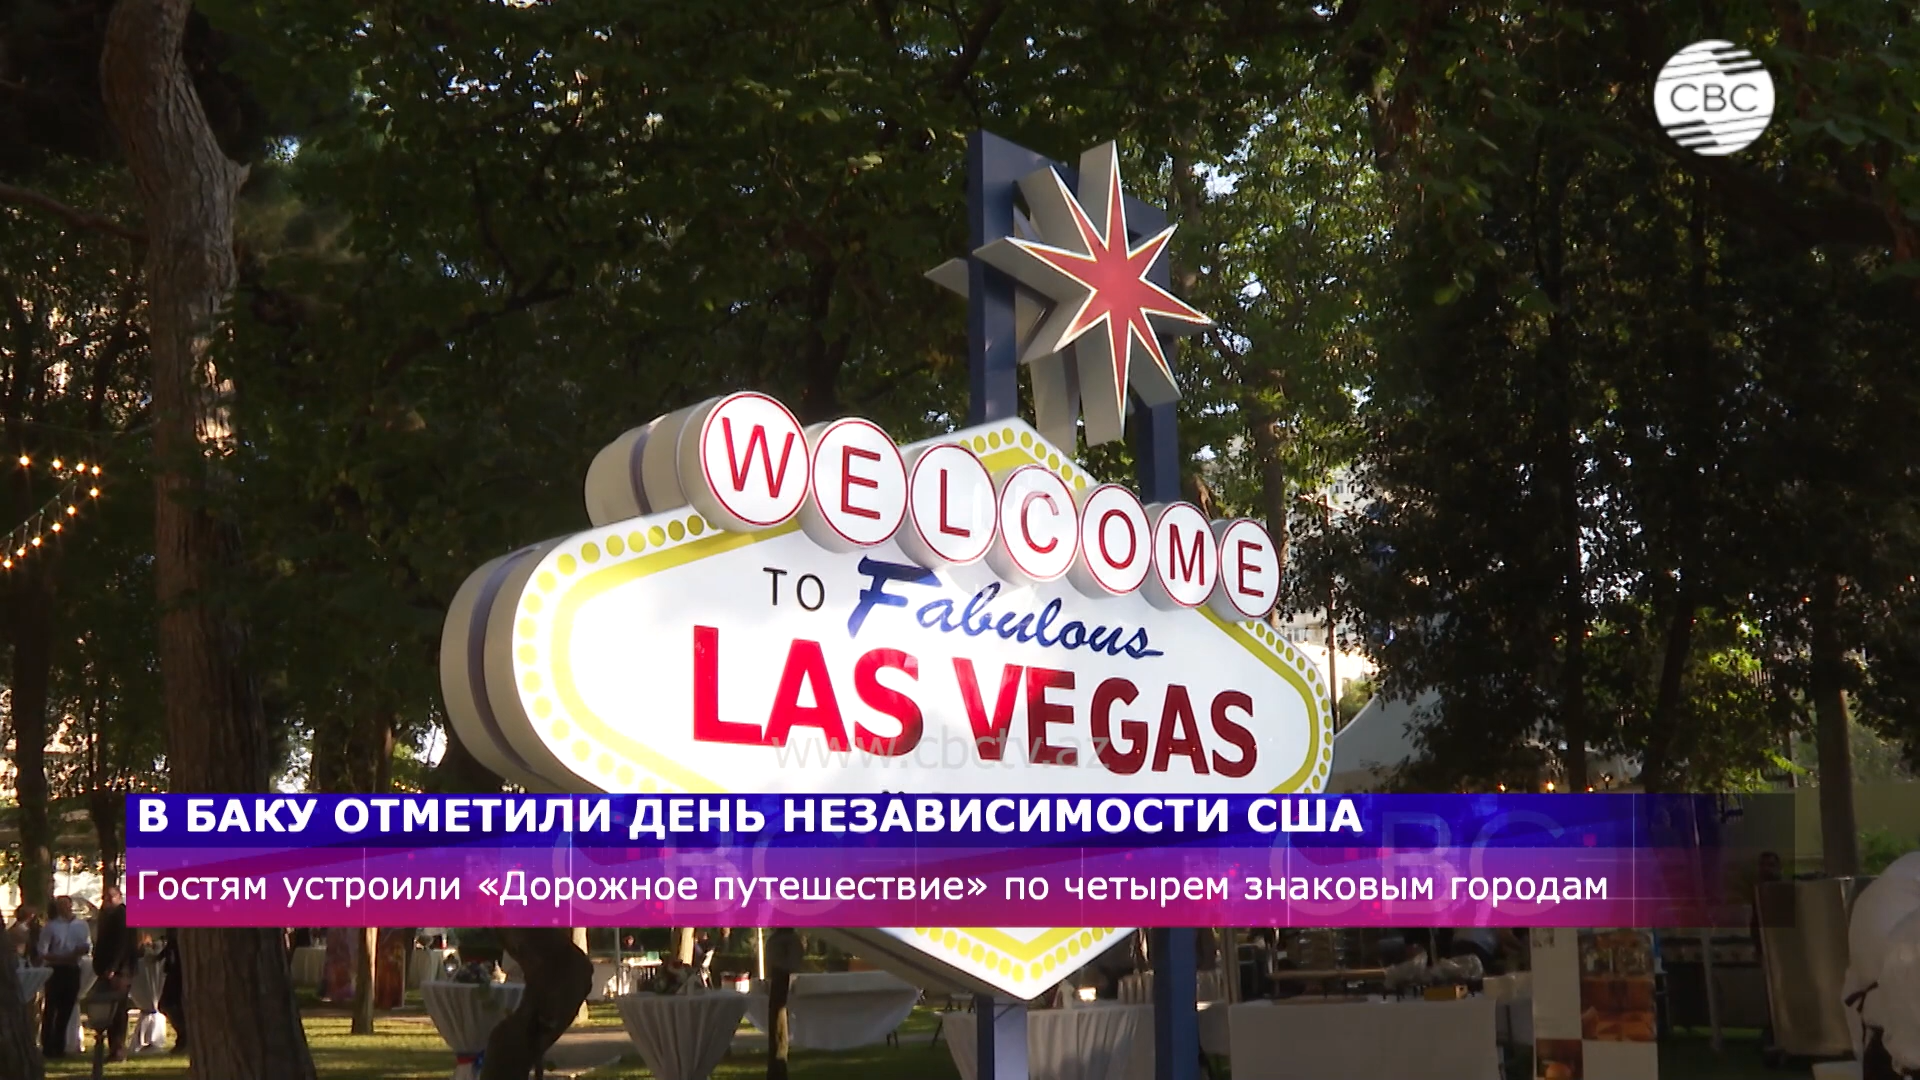 CBC
WELCOME
TO Fabulous
LAS VEGAS
www.cbctv.az
В БАКУ ОТМЕТИЛИ ДЕНЬ НЕЗАВИСИМОСТИ США
Гостям устроили «Дорожное путешествие» по четырем знаковым городам